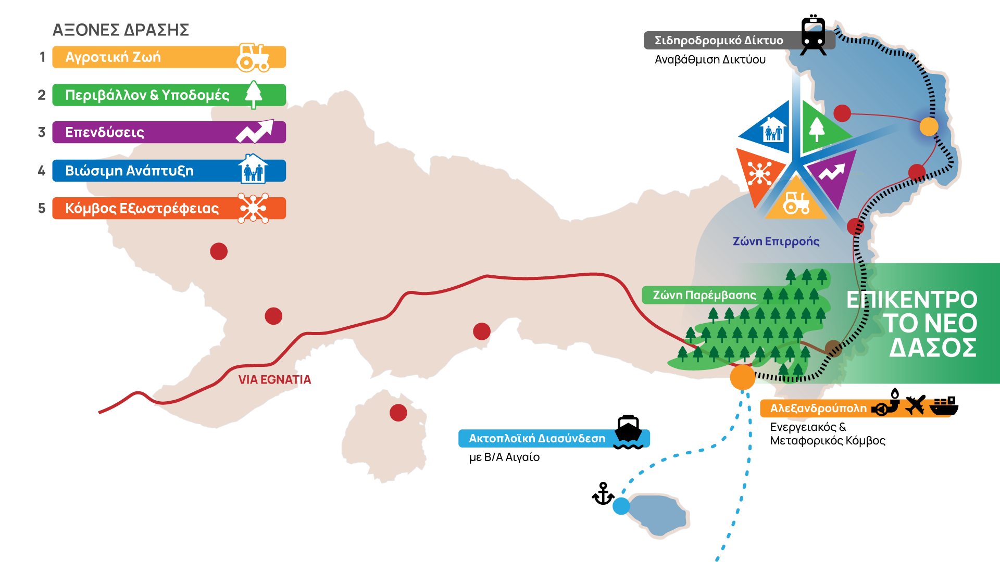 ΑΞΟΝΕΣ ΔΡΑΣΗΣ
1 Αγροτική Ζωή
2 Περιβάλλον & Υποδομές
3 Επενδύσεις
4 Βιώσιμη Ανάπτυξη
5 Κόμβος Εξωστρέφειας
Σιδηροδρομικό Δίκτυο
Αναβάθμιση Δικτύου
Ζώνη Επιρροής
Ζώνη Παρέμβασης
ΕΠΙΚΕΝΤΡΟ
ΤΟ ΝΕΟ
ΔΑΣΟΣ
VIA EGNATIA
Αλεξανδρούπολη
Ενεργειακός &
Μεταφορικός Κόμβος
Ακτοπλοϊκή Διασύνδεση
με Β/Α Αιγαίο